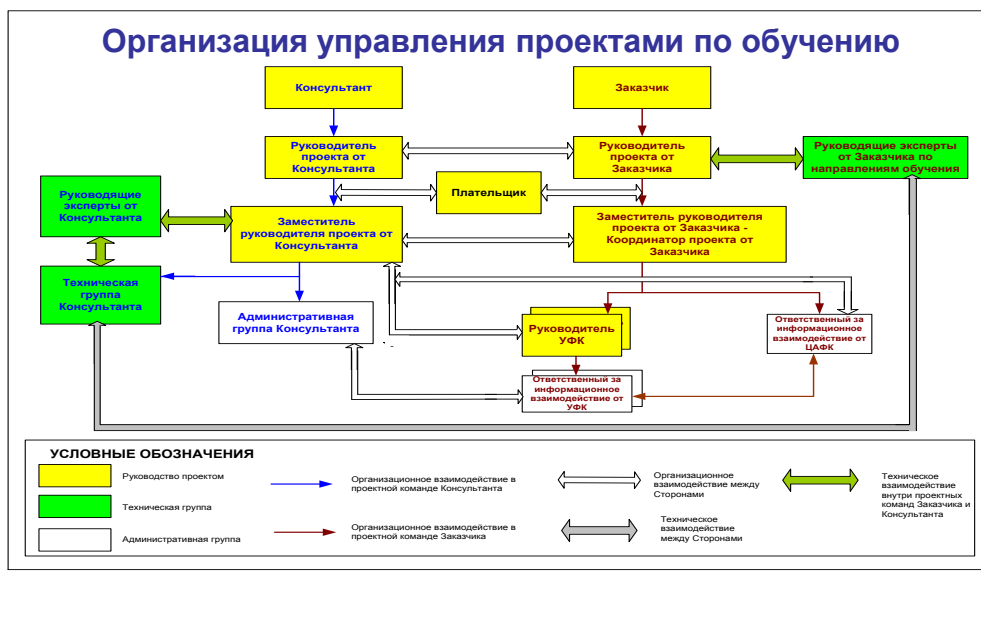 Организация управления проектами по обучению
Консультант
Заказчик
Руководитель
проекта от
Консультанта
Руководитель
проекта от
Заказчика
Руководящие эксперты
от Заказчика по
направлениям обучения
Плательщик
Руководящие
эксперты от
Консультанта
Заместитель
руководителя проекта от
Консультанта
Заместитель руководителя
проекта от Заказчика -
Координатор проекта от
Заказчика
Техническая
группа
Консультанта
Административная
группа Консультанта
Руководитель
УФК
Ответственный за
информационное
взаимодействие от
ЦАФК
Ответственный за
информационное
взаимодействие от
УФК
УСЛОВНЫЕ ОБОЗНАЧЕНИЯ
Руководство проектом
Техническая группа
Административная группа
Организационное взаимодействие в
проектной команде Консультанта
Организационное взаимодействие в
проектной команде Заказчика
Организационное
взаимодействие между
Сторонами
Техническое
взаимодействие
между Сторонами
Техническое
взаимодействие
внутри проектных
команд Заказчика и
Консультанта